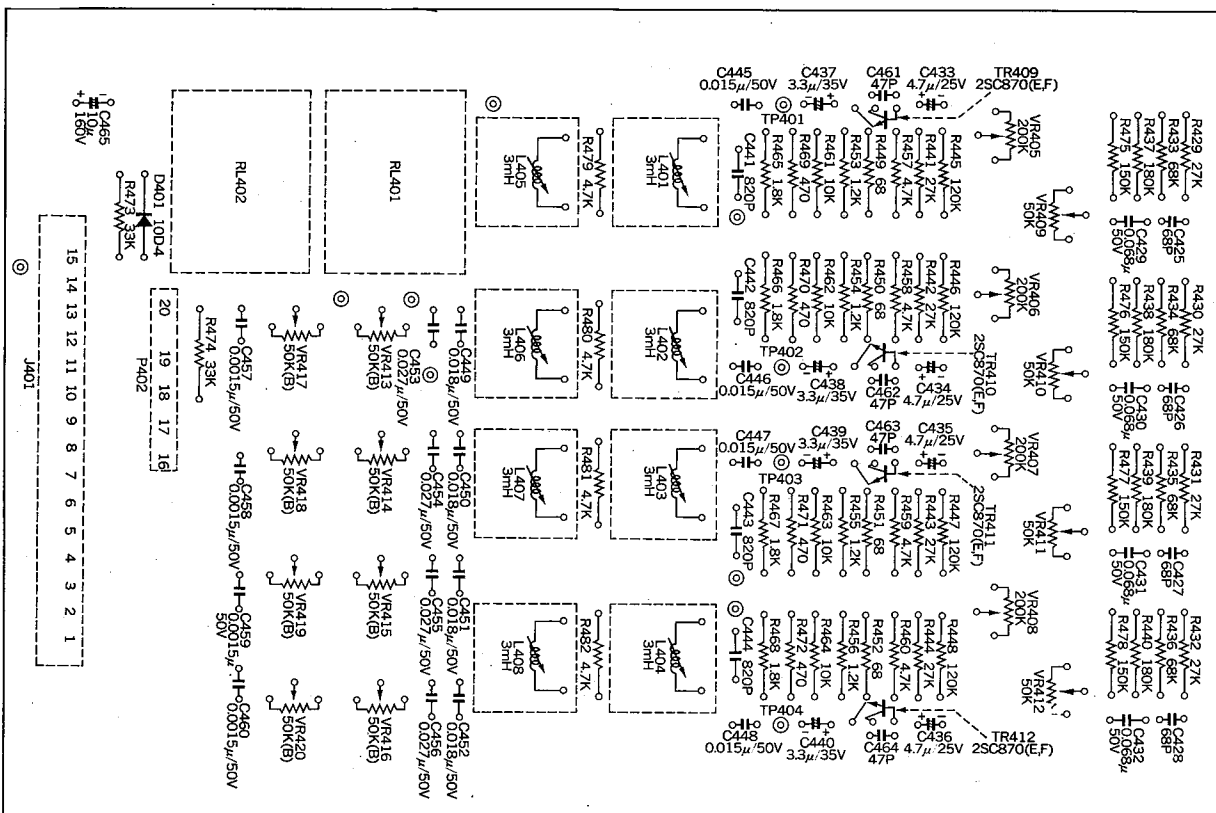 C445
0.015μ/50V
C437
3.3μ/35V
C461
47P
C433
4.7μ/25V
TR409
2SC870(E,F)
C465
10μ
160V
RL402
RL401
D401 10D-4
R473 33K
L405
3mH
R479 4.7K
L401
3mH
TP401
C441 820P
R465 1.8K
R469 470
R461 10K
R453 1.2K
R449 68
R457 4.7K
R441 27K
R445 120K
VR405
200K
VR409
50K
R475 150K
R437 180K
R433 68K
R429 27K
C429
0.068μ
50V
C425
68P
C442 820P
R466 1.8K
R470 470
R462 10K
R454 1.2K
R450 68
R458 4.7K
R442 27K
R446 120K
VR406
200K
R476 150K
R438 180K
R434 68K
R430 27K
L406
3mH
R480 4.7K
L402
3mH
TP402
C446
0.015μ/50V
C438
3.3μ/35V
C462
47P
C434
4.7μ/25V
TR410
2SC870(E,F)
VR410
50K
C430
0.068μ
50V
C426
68P
R474 33K
C457
0.0015μ/50V
VR417
50K(B)
VR413
50K(B)
C453
0.027μ/50V
C449
0.018μ/50V
J401
15 14 13 12 11 10 9 8 7 6 5 4 3 2 1
P402
20 19 18 17 16
C447
0.015μ/50V
C439
3.3μ/35V
C463
47P
C435
4.7μ/25V
TR411
2SC870(E,F)
VR407
200K
VR411
50K
TP403
L407
3mH
R481 4.7K
L403
3mH
C443 820P
R467 1.8K
R471 470
R463 10K
R455 1.2K
R451 68
R459 4.7K
R443 27K
R447 120K
R477 150K
R439 180K
R435 68K
R431 27K
C431
0.068μ
50V
C427
68P
C458
0.0015μ/50V
VR418
50K(B)
VR414
50K(B)
C454
0.027μ/50V
C450
0.018μ/50V
C459
0.0015μ
50V
VR419
50K(B)
VR415
50K(B)
C455
0.027μ/50V
C451
0.018μ/50V
L408
3mH
R482 4.7K
L404
3mH
C444 820P
R468 1.8K
R472 470
R464 10K
R456 1.2K
R452 68
R460 4.7K
R444 27K
R448 120K
VR408
200K
VR412
50K
R478 150K
R440 180K
R436 68K
R432 27K
C432
0.068μ
50V
C428
68P
C460
0.0015μ/50V
VR420
50K(B)
VR416
50K(B)
C456
0.027μ/50V
C452
0.018μ/50V
TP404
C448
0.015μ/50V
C440
3.3μ/35V
C464
47P
C436
4.7μ/25V
TR412
2SC870(E,F)